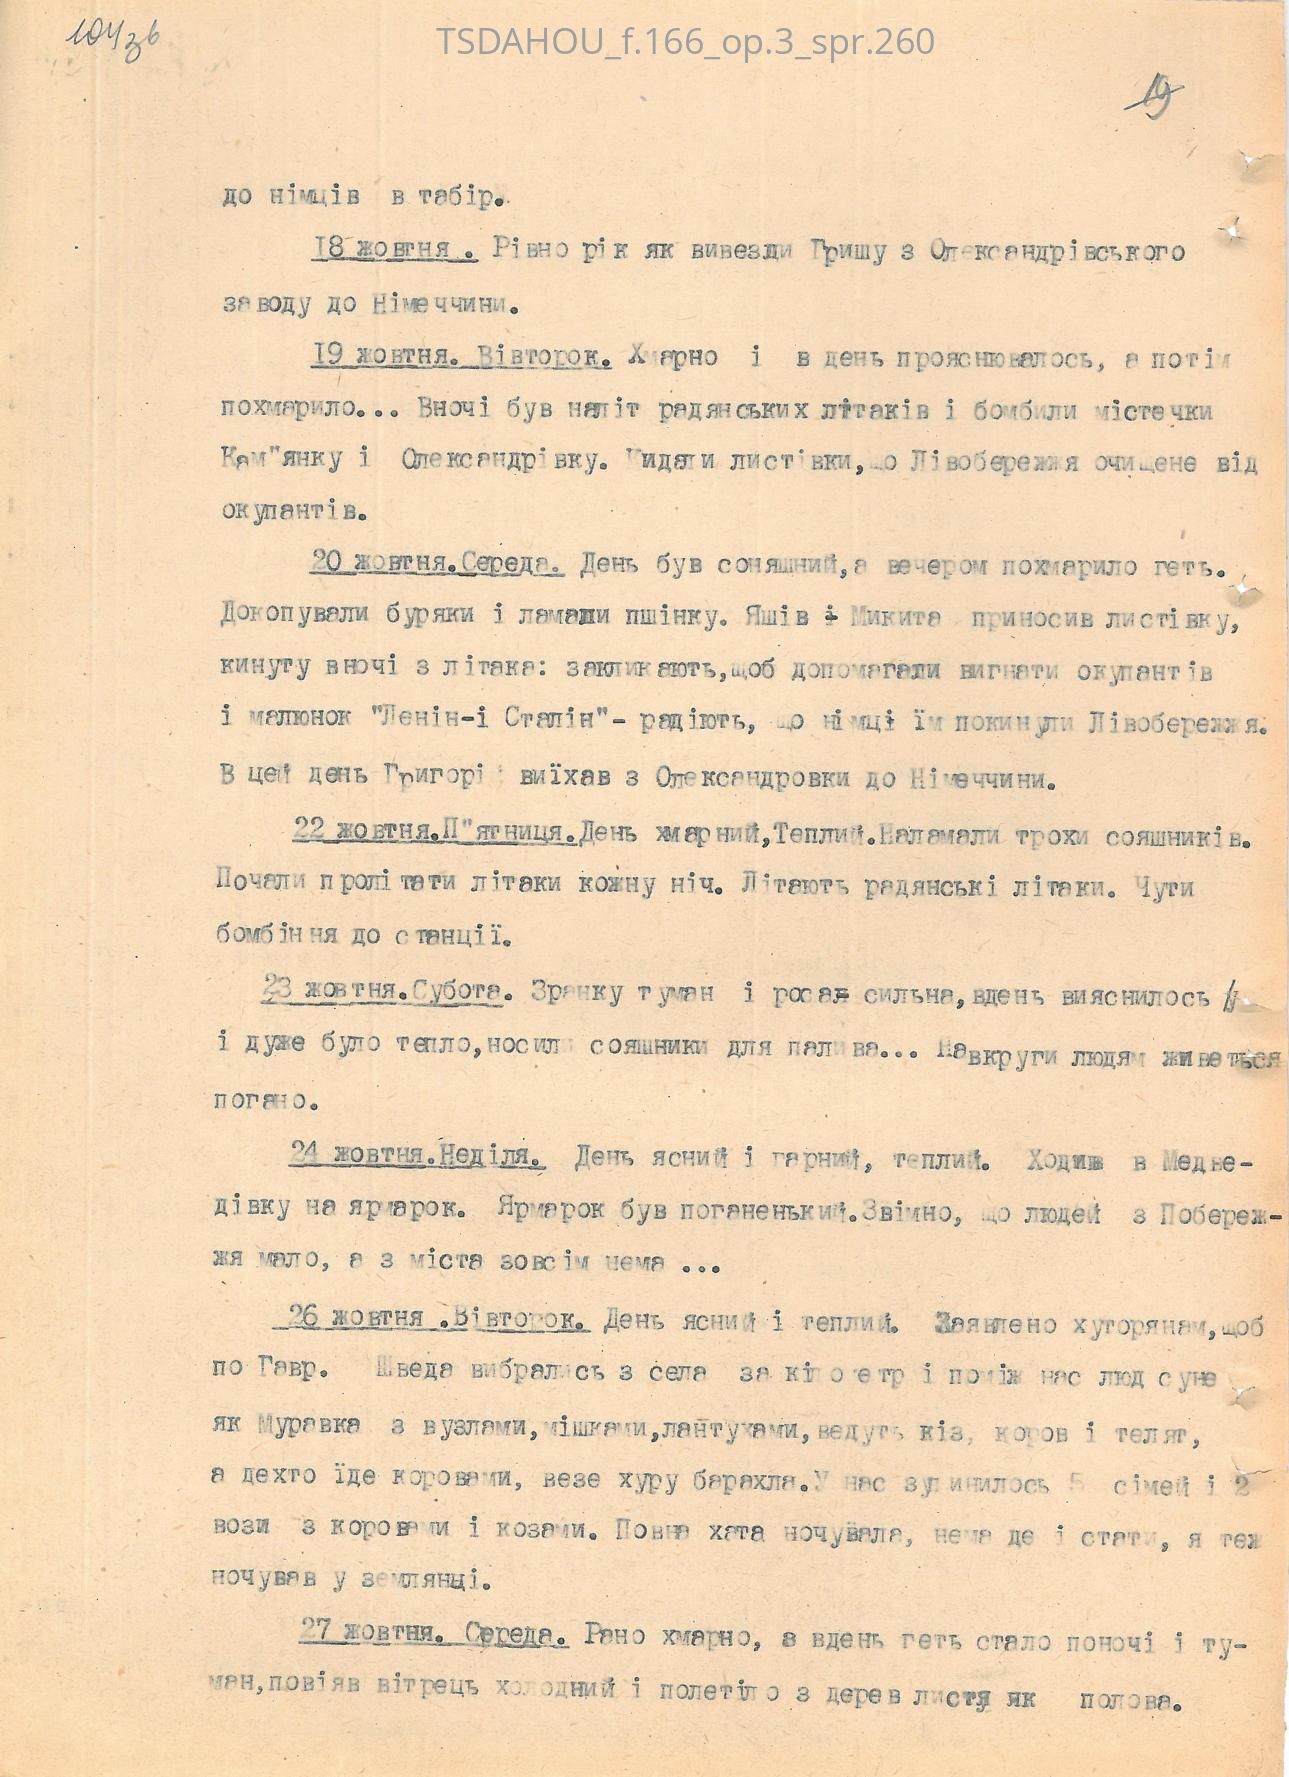 104зв
TSDAHOU_f.166_op.3_spr.260
19
до німців в табір.
18 жовтня . Рівно рік як вивезли Гришу з Олександрівського
заводу до Німеччини.
19 жовтня. Вівторок. Хмарно і в день прояснювалось, а потім
похмарило... Вночі був наліт радянських літаків і бомбили містечки
Кам"янку і Олександрівку. Кидали листівки,що Лівобережжя очищене від
окупантів.
20 жовтня.Середа. День був соняшний,а вечером похмарило геть.
Докопували буряки і ламали пшінку. Яшів і Микита приносив листівку,
кинуту вночі з літака: закликають,щоб допомагали вигнати окупантів
і малюнок "Ленін-і Сталін"- радіють, що німці їм покинули Лівобережжя.
В цей день Григорій виїхав з Олександровки до Німеччини.
22 жовтня.П"ятниця.День хмарний,Теплий.Наламали трохи сояшників.
Почали пролітати літаки кожну ніч. Літають радянські літаки. Чути
бомбіння до станції.
23 жовтня.Субота. Зранку туман і роса сильна,вдень вияснилось
і дуже було тепло,носили сояшники для палива... Навкруги людям живеться
погано.
24 жовтня.Неділя. День ясний і гарний, теплий. Ходив в Медве-
дівку на ярмарок. Ярмарок був поганенький.Звімно, що людей з Побереж-
жя мало, а з міста зовсім нема ...
26 жовтня .Вівторок. День ясний і теплий. Заявлено хуторянам,щоб
по Гавр. Шведа вибрались з села за кілометр і поміж нас люд суне
як Муравка з вузлами,мішками,лантухами,ведуть кіз, коров і телят,
а дехто їде коровами, везе хуру барахла.У нас зупинилось 5 сімей і 2
вози з коровами і козами. Повна хата ночувала, нема де і стати, я теж
ночував у землянці.
27 жовтня. Середа. Рано хмарно, а вдень геть стало поночі і ту-
ман,повіяв вітрець холодний і полетіло з дерев листя як полова.